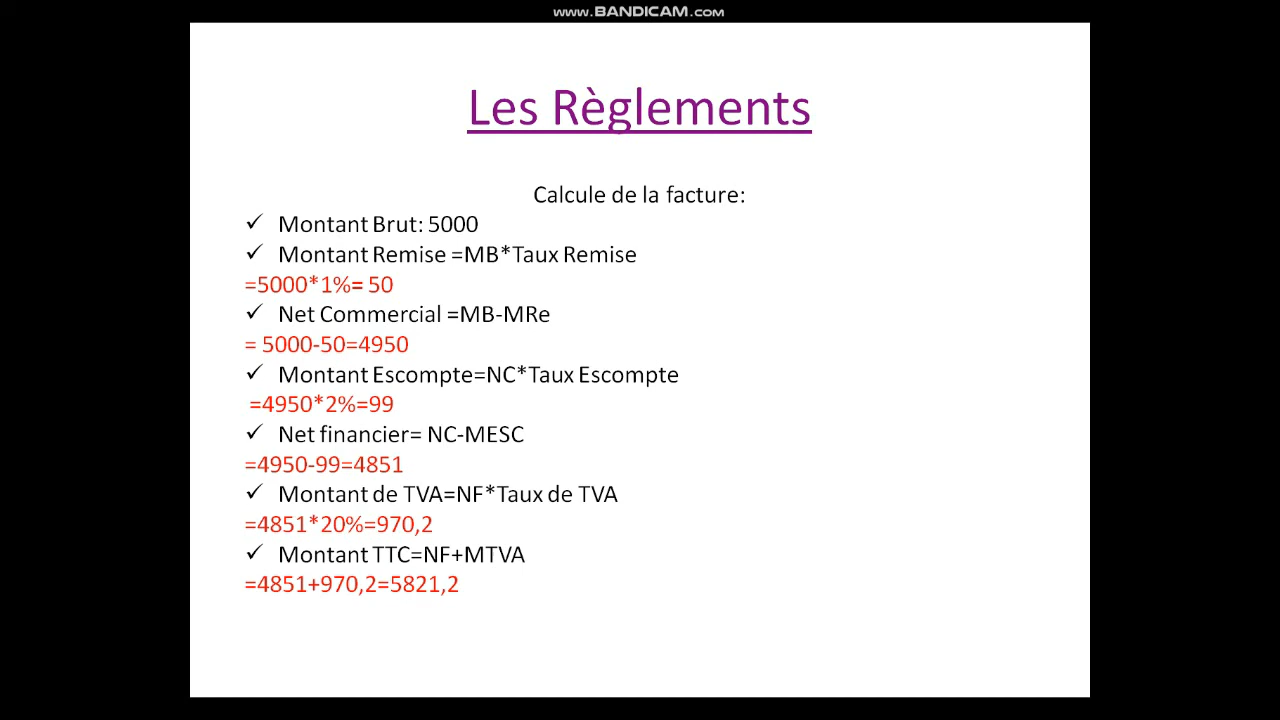 www.BANDICAM.com
Les Règlements
Calcule de la facture:
✓ Montant Brut: 5000
✓ Montant Remise =MB*Taux Remise
=5000*1%= 50
✓ Net Commercial =MB-MRe
= 5000-50=4950
✓ Montant Escompte=NC*Taux Escompte
=4950*2%=99
✓ Net financier= NC-MESC
=4950-99=4851
✓ Montant de TVA=NF*Taux de TVA
=4851*20%=970,2
✓ Montant TTC=NF+MTVA
=4851+970,2=5821,2